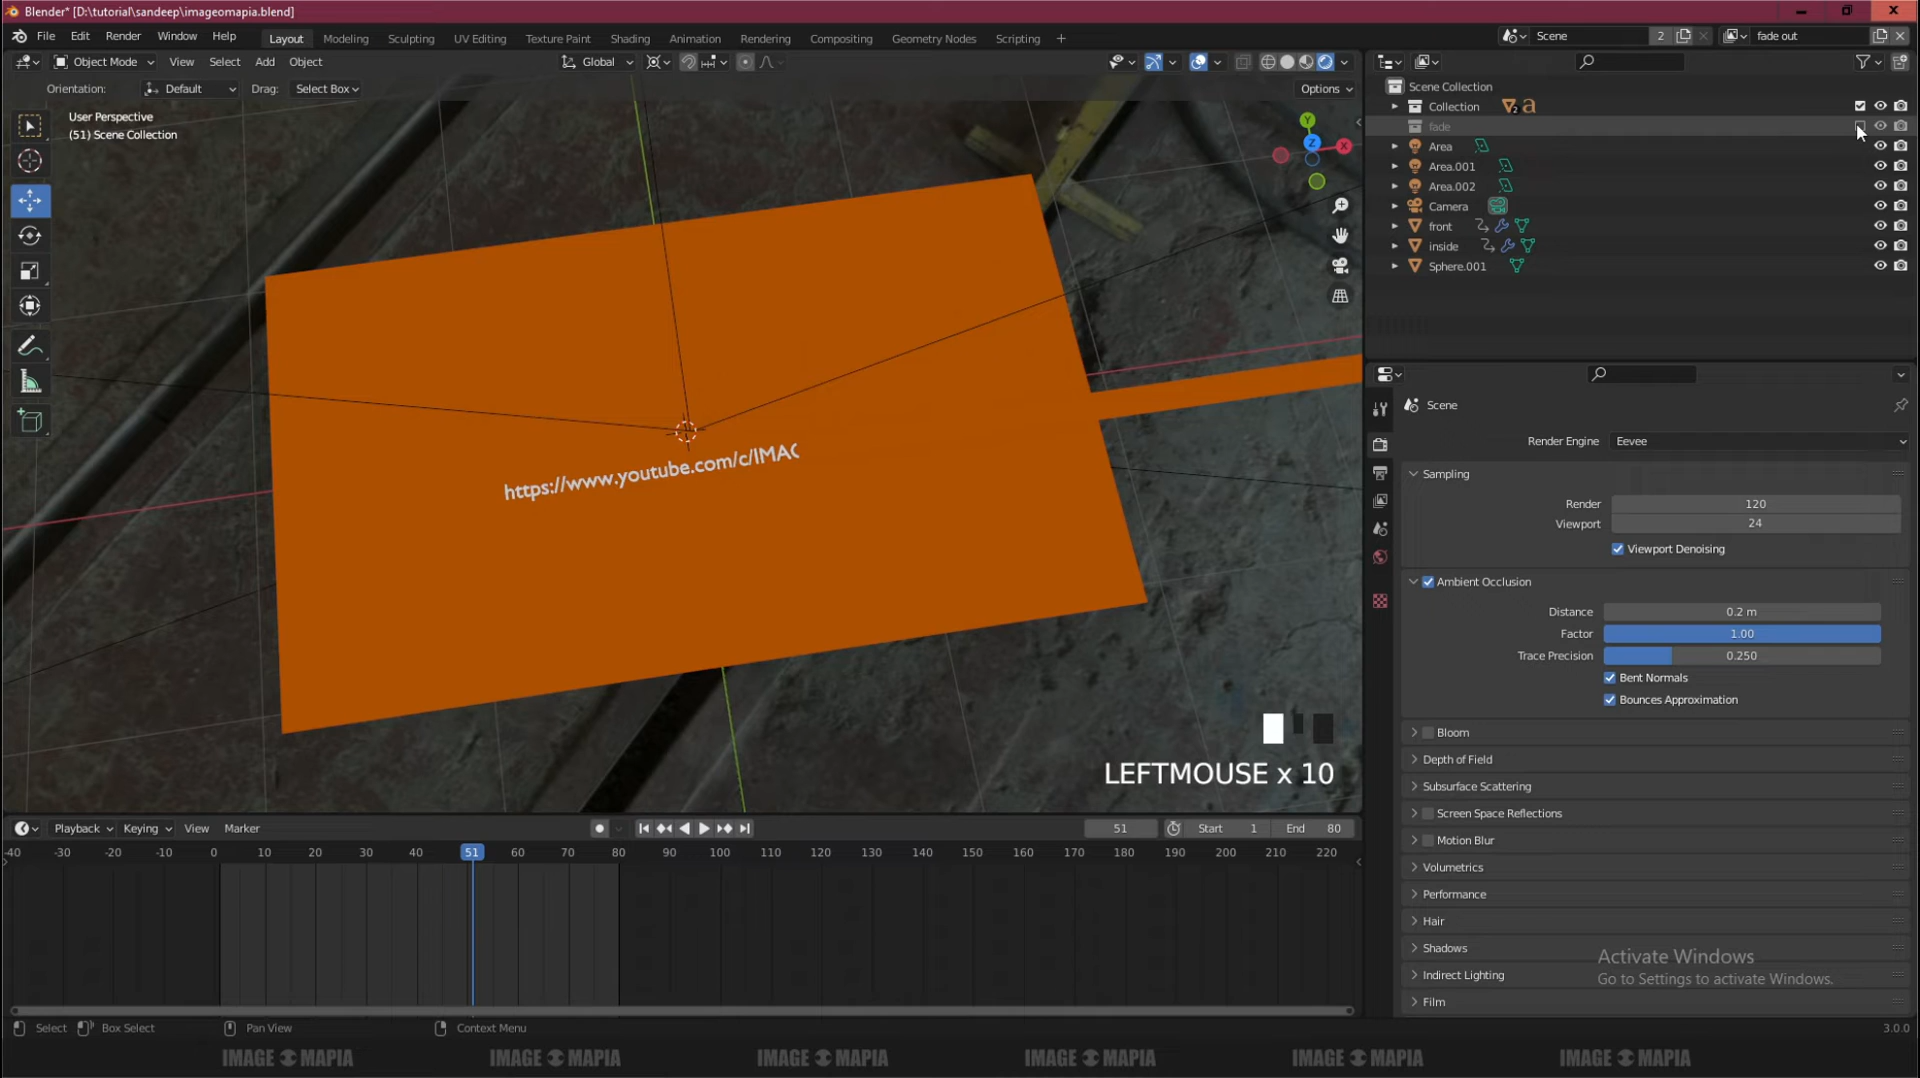 Blender* [D:\tutorial\sandeep\imageomapia.blend]
File Edit Render Window Help Layout Modeling Sculpting UV Editing Texture Paint Shading Animation Rendering Compositing Geometry Nodes Scripting + Scene 2 fade out
Object Mode View Select Add Object Global
Orientation: Default Drag: Select Box Options
User Perspective
(51) Scene Collection
Y
Z
X
https://www.youtube.com/c/IMAC
LEFTMOUSE x 10
Scene Collection
Collection 2
fade
Area
Area.001
Area.002
Camera
front
inside
Sphere.001
Scene
Render Engine Eevee
Sampling
Render 120
Viewport 24
Viewport Denoising
Ambient Occlusion
Distance 0.2 m
Factor 1.00
Trace Precision 0.250
Bent Normals
Bounces Approximation
Bloom
Depth of Field
Subsurface Scattering
Screen Space Reflections
Motion Blur
Volumetrics
Performance
Hair
Shadows
Indirect Lighting
Film
Activate Windows
Go to Settings to activate Windows.
Playback Keying View Marker 51 Start 1 End 80
-40 -30 -20 -10 0 10 20 30 40 51 60 70 80 90 100 110 120 130 140 150 160 170 180 190 200 210 220
Select Box Select Pan View Context Menu 3.0.0
IMAGE MAPIA IMAGE MAPIA IMAGE MAPIA IMAGE MAPIA IMAGE MAPIA IMAGE MAPIA